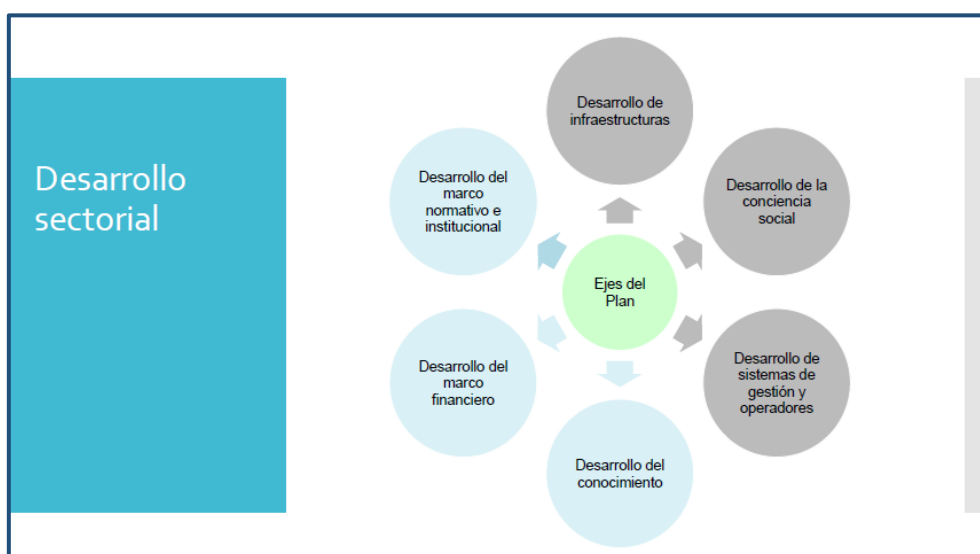 Desarrollo
sectorial
Desarrollo de
infraestructuras
Desarrollo de la
conciencia
social
Desarrollo de
sistemas de
gestión y
operadores
Desarrollo del
conocimiento
Desarrollo del
marco
financiero
Desarrollo del
marco
normativo e
institucional
Ejes del
Plan